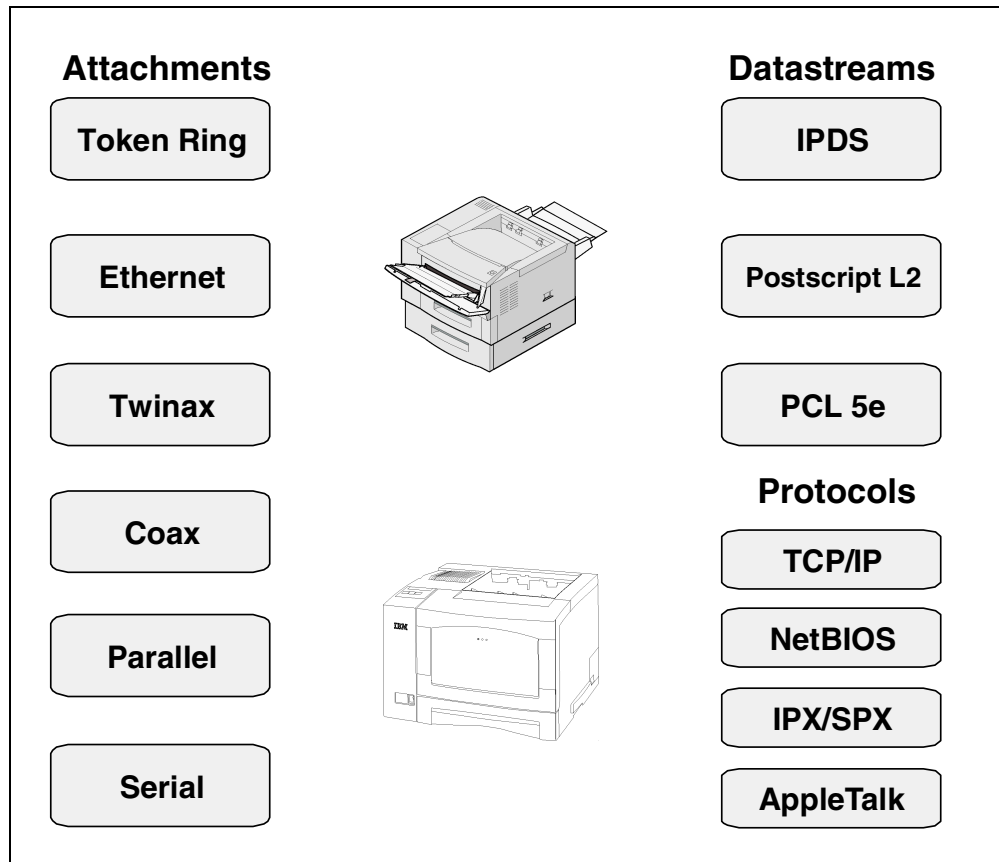 Attachments
Token Ring
Ethernet
Twinax
Coax
Parallel
Serial
IBM
Datastreams
IPDS
Postscript L2
PCL 5e
Protocols
TCP/IP
NetBIOS
IPX/SPX
AppleTalk